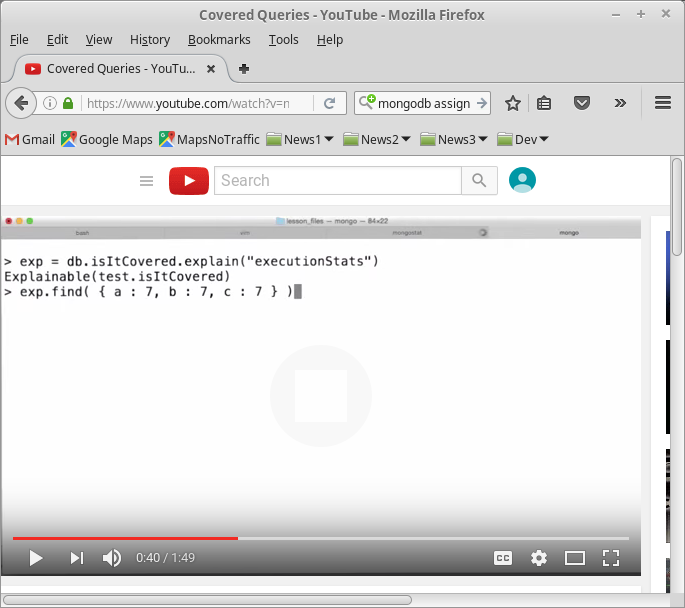 Covered Queries - YouTube - Mozilla Firefox
File Edit View History Bookmarks Tools Help
Covered Queries - YouTu...
https://www.youtube.com/watch?v=n mongodb assign
Gmail Google Maps MapsNoTraffic News1 News2 News3 Dev
Search
lesson_files — mongo — 84×22
bash vim mongostat mongo
> exp = db.isItCovered.explain("executionStats")
Explainable(test.isItCovered)
> exp.find( { a : 7, b : 7, c : 7 } )
0:40 / 1:49 CC